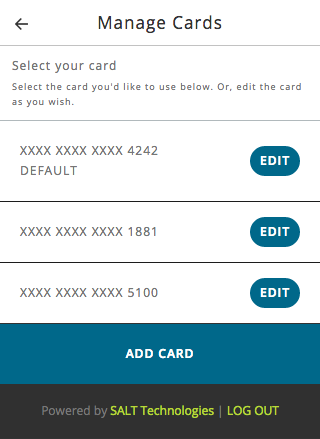 Manage Cards
Select your card
Select the card you'd like to use below. Or, edit the card
as you wish.
XXXX XXXX XXXX 4242
DEFAULT
EDIT
XXXX XXXX XXXX 1881
EDIT
XXXX XXXX XXXX 5100
EDIT
ADD CARD
Powered by SALT Technologies | LOG OUT